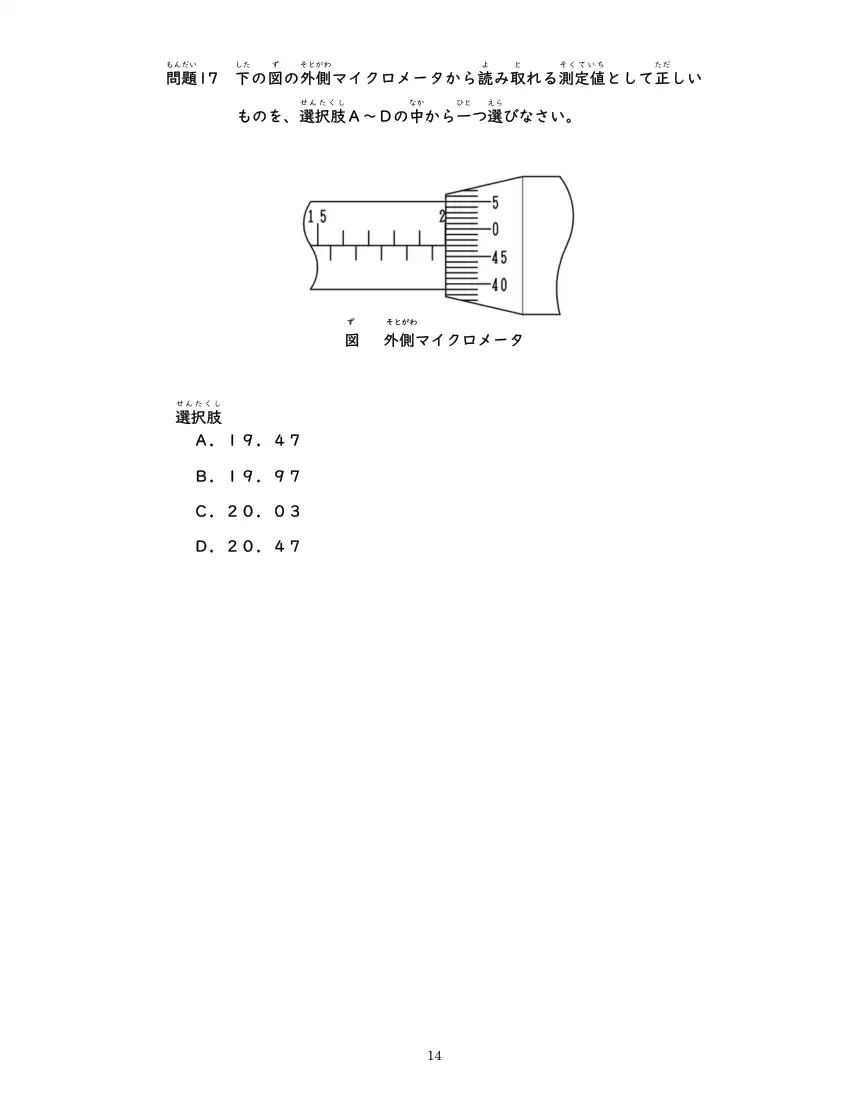 もんだい した ず そとがわ よ と そくていち ただ
問題17 下の図の外側マイクロメータから読み取れる測定値として正しい
せんたくし なか ひと えら
ものを、選択肢A～Dの中から一つ選びなさい。
15 2
5
0
45
40
ず そとがわ
図 外側マイクロメータ
せんたくし
選択肢
A．19．47
B．19．97
C．20．03
D．20．47
14